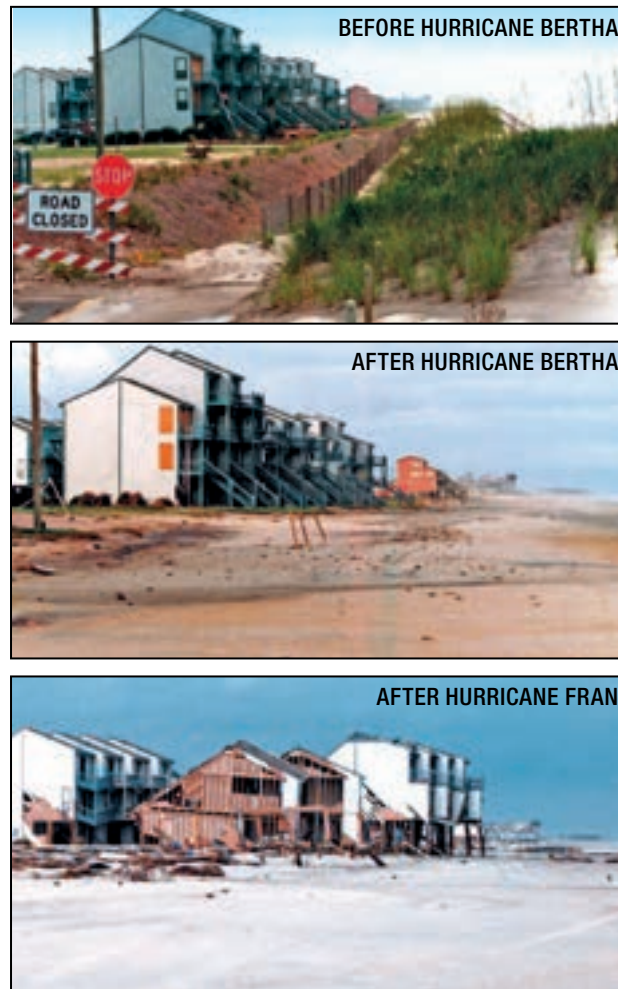 BEFORE HURRICANE BERTHA
STOP
ROAD
CLOSED
AFTER HURRICANE BERTHA
AFTER HURRICANE FRAN